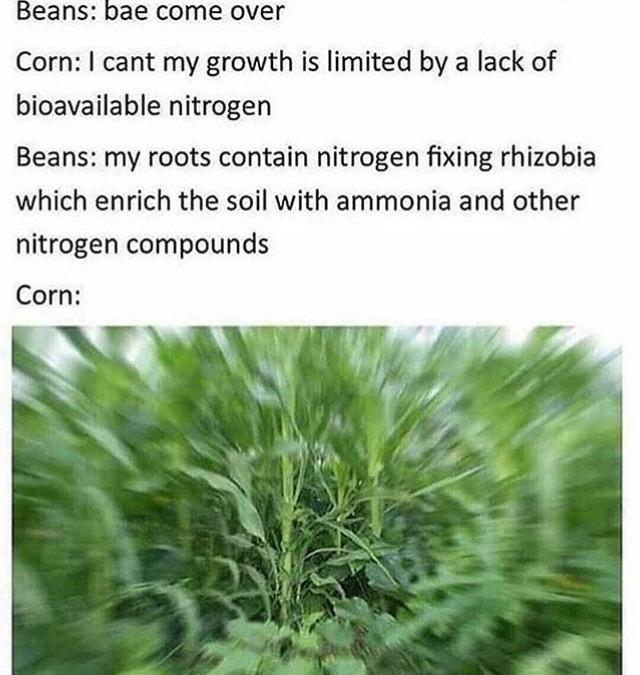 Beans: bae come over
Corn: I cant my growth is limited by a lack of
bioavailable nitrogen
Beans: my roots contain nitrogen fixing rhizobia
which enrich the soil with ammonia and other
nitrogen compounds
Corn: